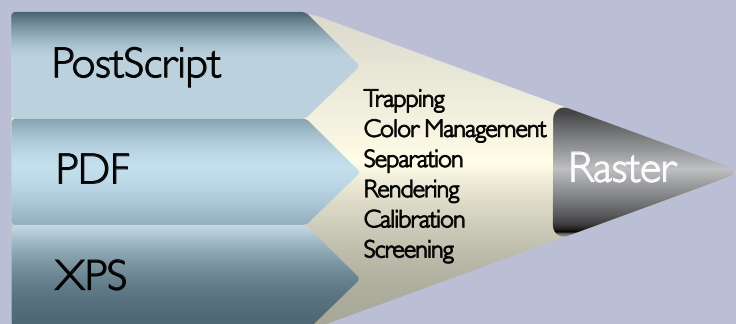 PostScript
PDF
XPS
Trapping
Color Management
Separation
Rendering
Calibration
Screening
Raster